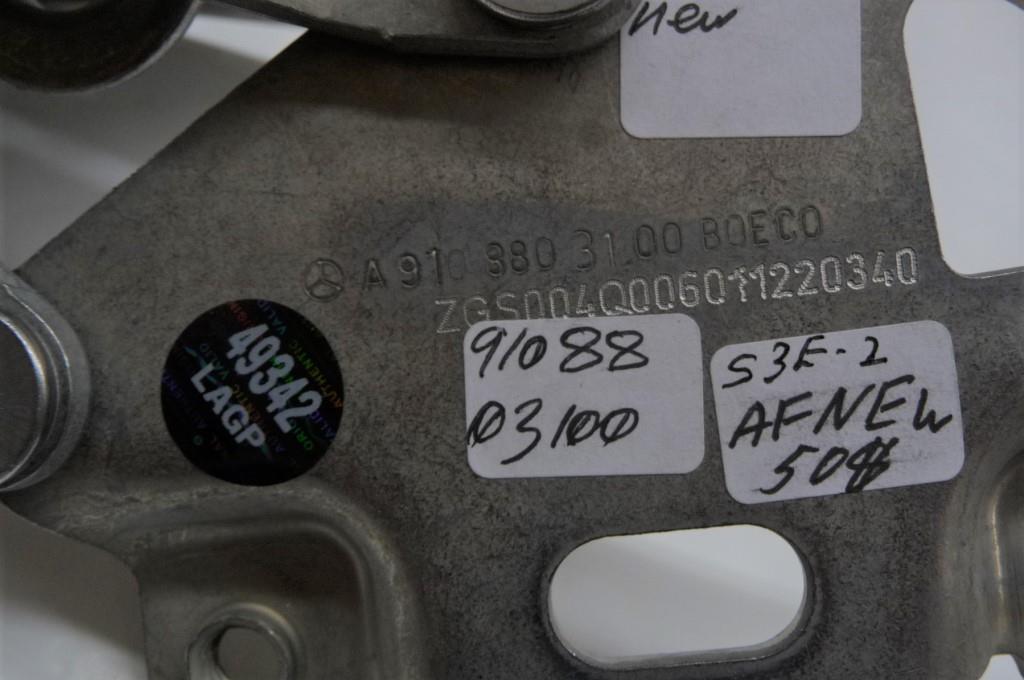 new
A 910 880 31 00 BOECO
ZGS004Q006011220340
49342
LAGP
91088
03100
S3E-2
AFNEW
50$